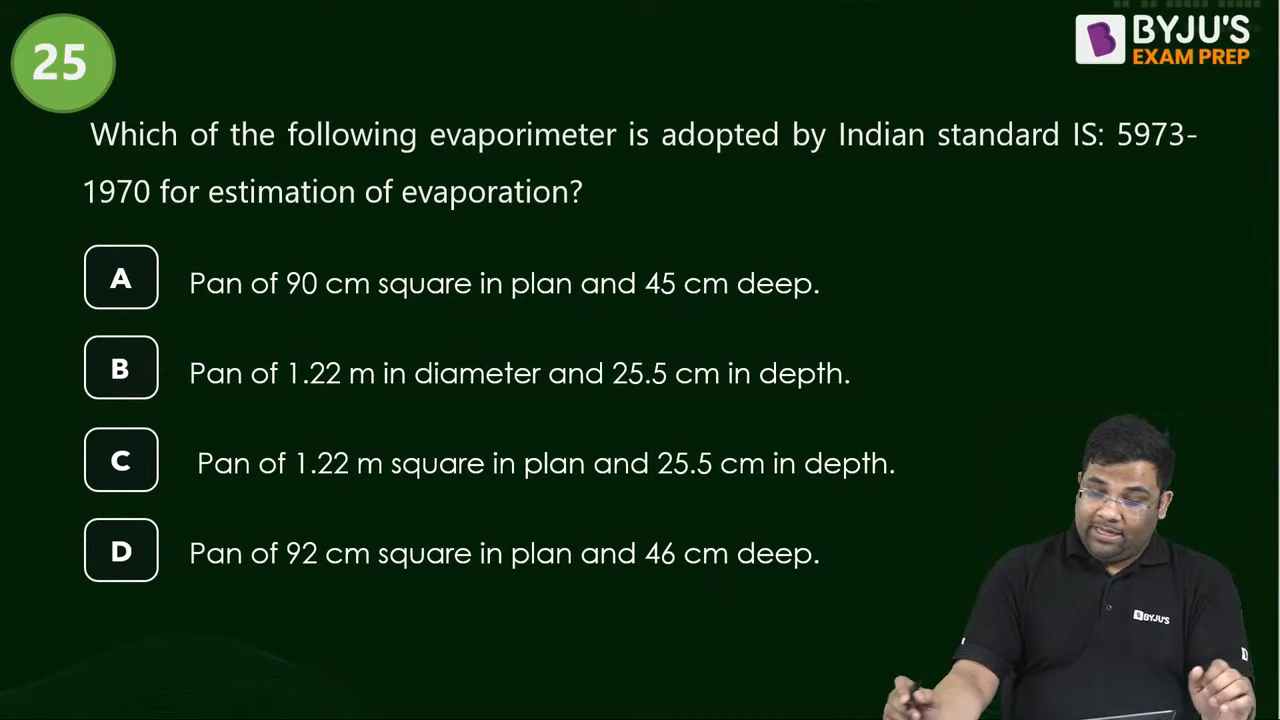 25
BYJU'S
EXAM PREP
Which of the following evaporimeter is adopted by Indian standard IS: 5973-
1970 for estimation of evaporation?
A
Pan of 90 cm square in plan and 45 cm deep.
B
Pan of 1.22 m in diameter and 25.5 cm in depth.
C
Pan of 1.22 m square in plan and 25.5 cm in depth.
D
Pan of 92 cm square in plan and 46 cm deep.
BYJU'S